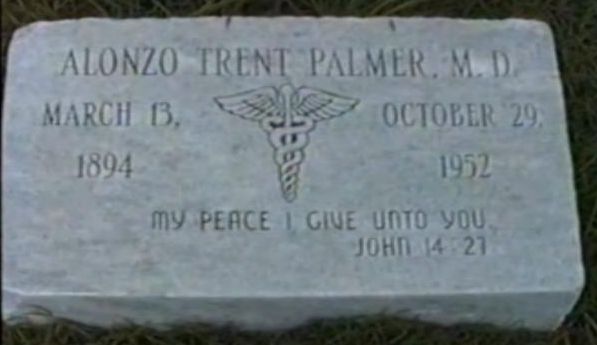 ALONZO TRENT PALMER, M.D.
MARCH 13, OCTOBER 29,
1894 1952
MY PEACE I GIVE UNTO YOU,
JOHN 14:27